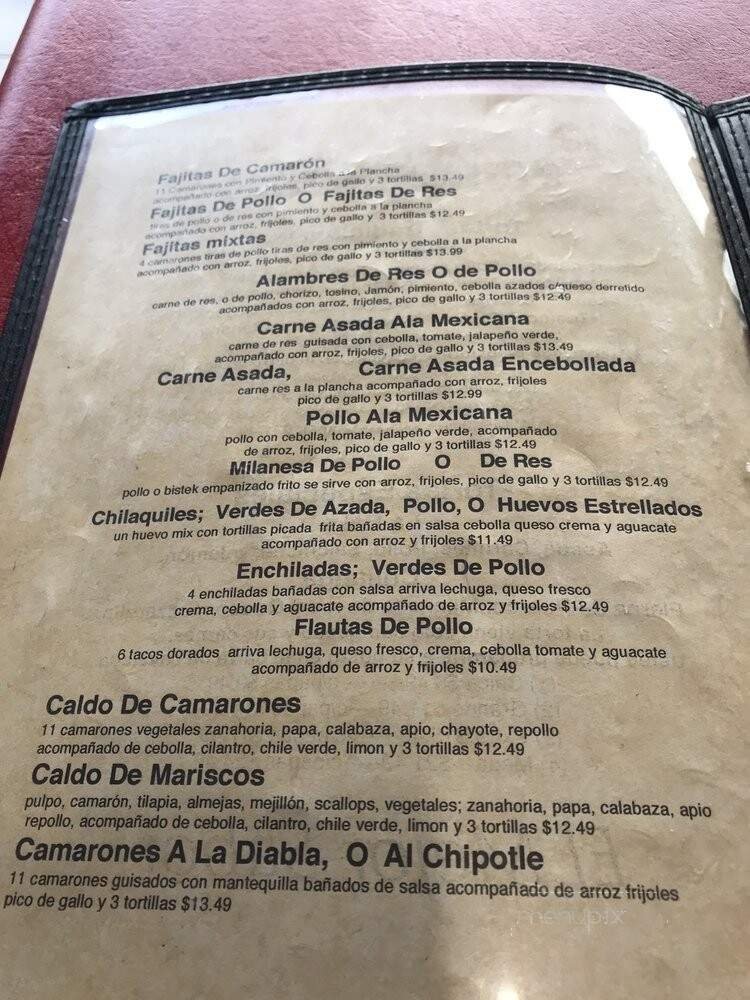 Fajitas De Camarón
11 Camarones con Pimiento y Cebolla a la Plancha
acompañado con arroz, frijoles, pico de gallo y 3 tortillas $13.49
Fajitas De Pollo O Fajitas De Res
tiras de pollo o de res con pimiento y cebolla a la plancha
acompañado con arroz, frijoles, pico de gallo y 3 tortillas $12.49
Fajitas mixtas
4 camarones tiras de pollo tiras de res con pimiento y cebolla a la plancha
acompañado con arroz, frijoles, pico de gallo y 3 tortillas $13.99
Alambres De Res O de Pollo
carne de res, o de pollo, chorizo, tosino, Jamón, pimiento, cebolla azados c/queso derretido
acompañados con arroz, frijoles, pico de gallo y 3 tortillas $12.49
Carne Asada Ala Mexicana
carne de res guisada con cebolla, tomate, jalapeño verde,
acompañado con arroz, frijoles, pico de gallo y 3 tortillas $13.49
Carne Asada, Carne Asada Encebollada
carne res a la plancha acompañado con arroz, frijoles
pico de gallo y 3 tortillas $12.99
Pollo Ala Mexicana
pollo con cebolla, tomate, jalapeño verde, acompañado
de arroz, frijoles, pico de gallo y 3 tortillas $12.49
Milanesa De Pollo O De Res
pollo o bistek empanizado frito se sirve con arroz, frijoles, pico de gallo y 3 tortillas $12.49
Chilaquiles; Verdes De Azada, Pollo, O Huevos Estrellados
un huevo mix con tortillas picada frita bañadas en salsa cebolla queso crema y aguacate
acompañado con arroz y frijoles $11.49
Enchiladas; Verdes De Pollo
4 enchiladas bañadas con salsa arriva lechuga, queso fresco
crema, cebolla y aguacate acompañado de arroz y frijoles $12.49
Flautas De Pollo
6 tacos dorados arriva lechuga, queso fresco, crema, cebolla tomate y aguacate
acompañado de arroz y frijoles $10.49
Caldo De Camarones
11 camarones vegetales zanahoria, papa, calabaza, apio, chayote, repollo
acompañado de cebolla, cilantro, chile verde, limon y 3 tortillas $12.49
Caldo De Mariscos
pulpo, camarón, tilapia, almejas, mejillón, scallops, vegetales; zanahoria, papa, calabaza, apio
repollo, acompañado de cebolla, cilantro, chile verde, limon y 3 tortillas $12.49
Camarones A La Diabla, O Al Chipotle
11 camarones guisados con mantequilla bañados de salsa acompañado de arroz frijoles
pico de gallo y 3 tortillas $13.49
menupix